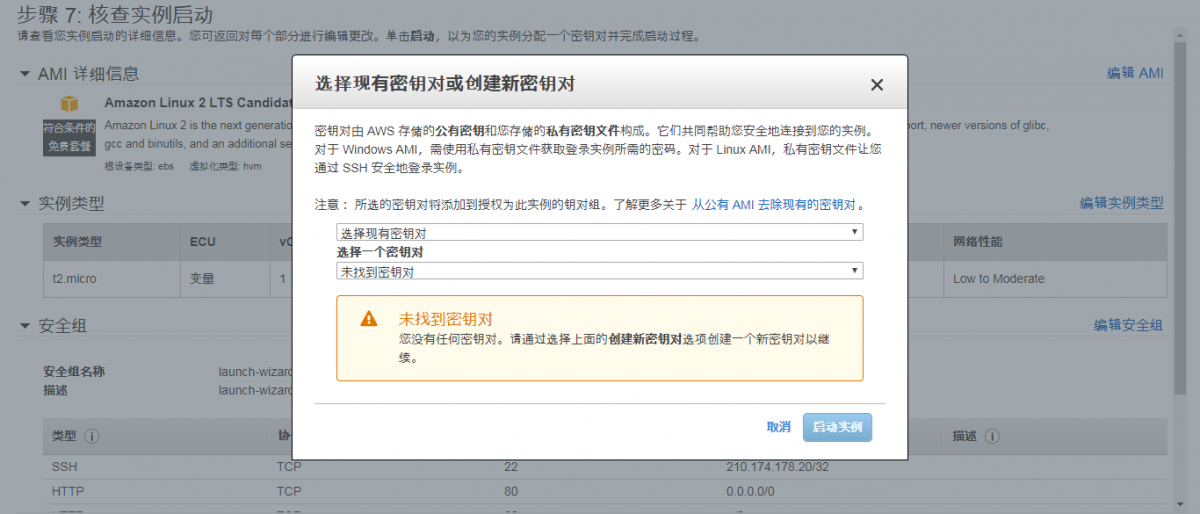 步骤 7: 核查实例启动
请查看您实例启动的详细信息。您可返回对每个部分进行编辑更改。单击启动，以为您的实例分配一个密钥对并完成启动过程。
AMI 详细信息
编辑 AMI
Amazon Linux 2 LTS Candidat
符合条件的
免费套餐
Amazon Linux 2 is the next generatio
ort, newer versions of glibc,
gcc and binutils, and an additional se
根设备类型: ebs 虚拟化类型: hvm
实例类型
编辑实例类型
实例类型 ECU vC 网络性能
t2.micro 变量 1 Low to Moderate
安全组
编辑安全组
安全组名称 launch-wizard
描述 launch-wizard
类型 协 描述
SSH TCP 22 210.174.178.20/32
HTTP TCP 80 0.0.0.0/0
选择现有密钥对或创建新密钥对
密钥对由 AWS 存储的公有密钥和您存储的私有密钥文件构成。它们共同帮助您安全地连接到您的实例。
对于 Windows AMI，需使用私有密钥文件获取登录实例所需的密码。对于 Linux AMI，私有密钥文件让您
通过 SSH 安全地登录实例。
注意： 所选的密钥对将添加到授权为此实例的钥对组。了解更多关于 从公有 AMI 去除现有的密钥对 。
选择现有密钥对
选择一个密钥对
未找到密钥对
未找到密钥对
您没有任何密钥对。请通过选择上面的创建新密钥对选项创建一个新密钥对以继
续。
取消 启动实例